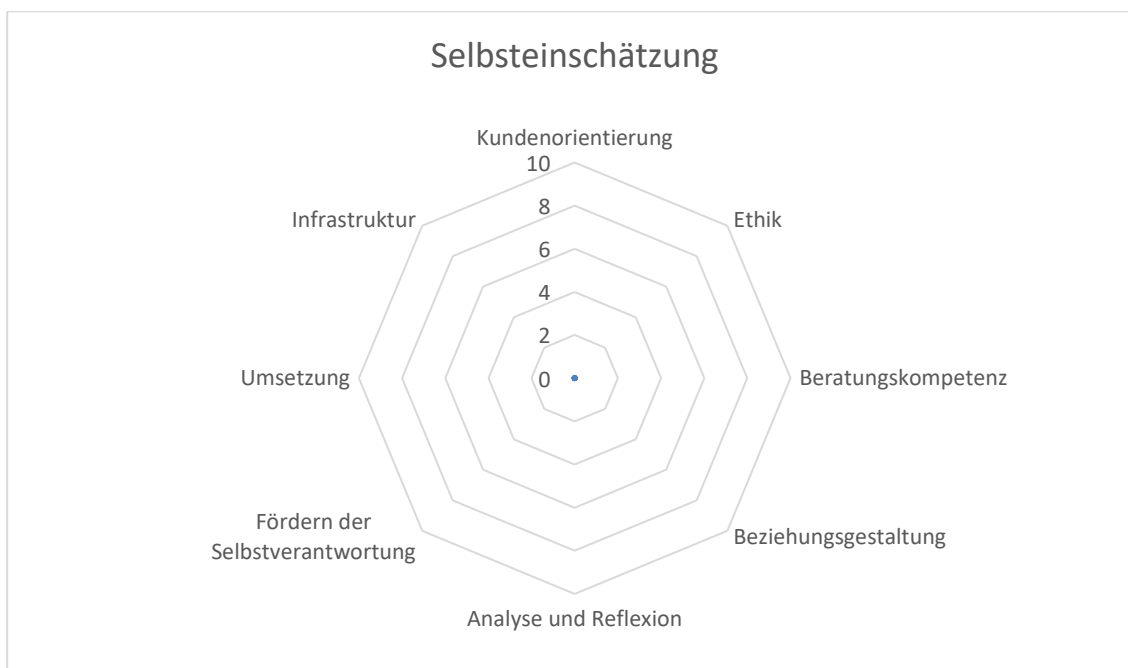 Selbsteinschätzung
Kundenorientierung
10
8
6
4
2
0
Ethik
Beratungskompetenz
Beziehungsgestaltung
Analyse und Reflexion
Fördern der
Selbstverantwortung
Umsetzung
Infrastruktur